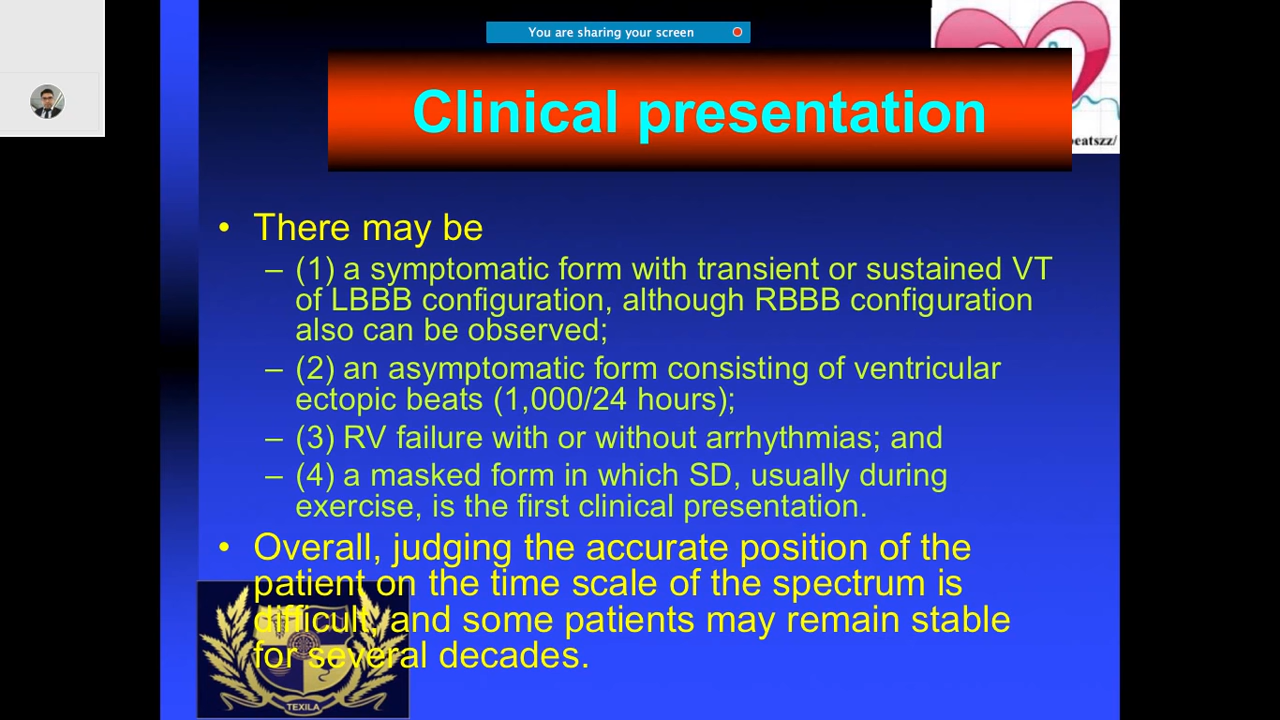 You are sharing your screen
Clinical presentation
eatszz/
• There may be
– (1) a symptomatic form with transient or sustained VT
of LBBB configuration, although RBBB configuration
also can be observed;
– (2) an asymptomatic form consisting of ventricular
ectopic beats (1,000/24 hours);
– (3) RV failure with or without arrhythmias; and
– (4) a masked form in which SD, usually during
exercise, is the first clinical presentation.
• Overall, judging the accurate position of the
patient on the time scale of the spectrum is
difficult, and some patients may remain stable
for several decades.
TEXILA